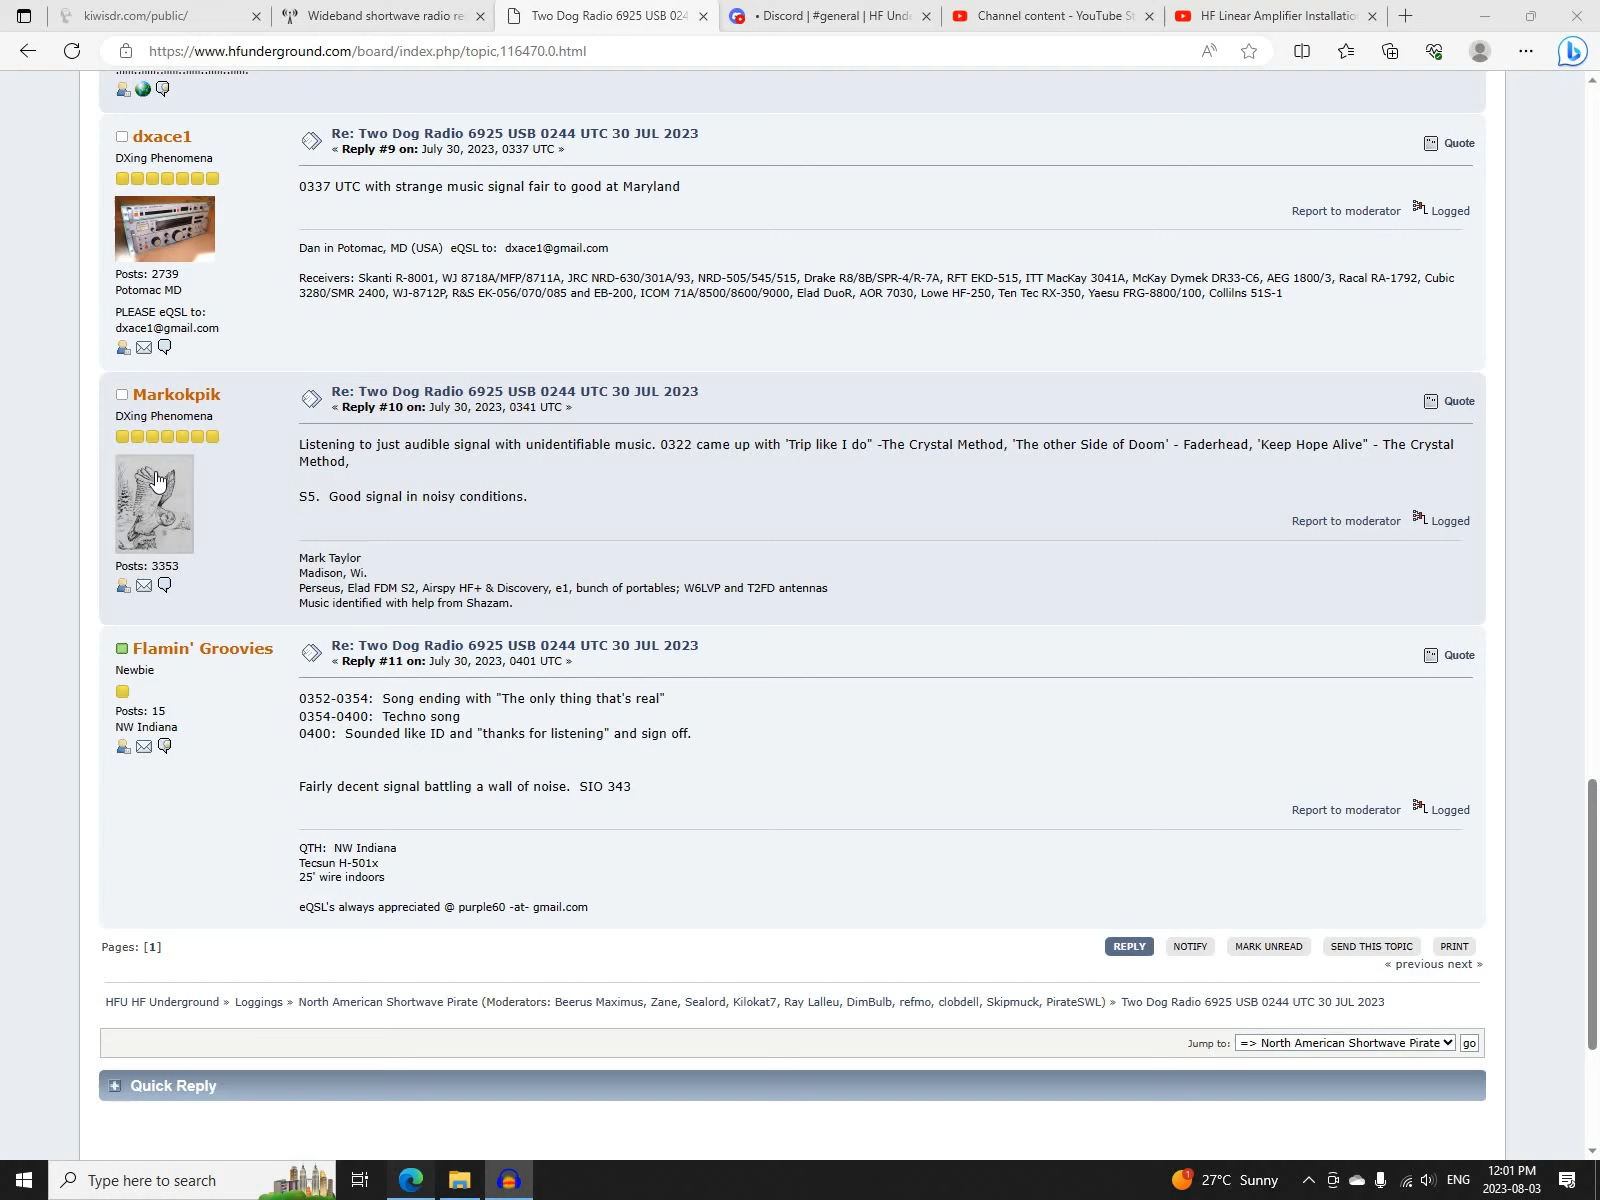 kiwisdr.com/public/
Wideband shortwave radio re
Two Dog Radio 6925 USB 024
• Discord | #general | HF Und
Channel content - YouTube St
HF Linear Amplifier Installatio
https://www.hfunderground.com/board/index.php/topic,116470.0.html
dxace1
DXing Phenomena
Posts: 2739
Potomac MD
PLEASE eQSL to:
dxace1@gmail.com
Re: Two Dog Radio 6925 USB 0244 UTC 30 JUL 2023
« Reply #9 on: July 30, 2023, 0337 UTC »
Quote
0337 UTC with strange music signal fair to good at Maryland
Report to moderator Logged
Dan in Potomac, MD (USA) eQSL to: dxace1@gmail.com
Receivers: Skanti R-8001, WJ 8718A/MFP/8711A, JRC NRD-630/301A/93, NRD-505/545/515, Drake R8/8B/SPR-4/R-7A, RFT EKD-515, ITT MacKay 3041A, McKay Dymek DR33-C6, AEG 1800/3, Racal RA-1792, Cubic
3280/SMR 2400, WJ-8712P, R&S EK-056/070/085 and EB-200, ICOM 71A/8500/8600/9000, Elad DuoR, AOR 7030, Lowe HF-250, Ten Tec RX-350, Yaesu FRG-8800/100, Collilns 51S-1
Markokpik
DXing Phenomena
Posts: 3353
Re: Two Dog Radio 6925 USB 0244 UTC 30 JUL 2023
« Reply #10 on: July 30, 2023, 0341 UTC »
Quote
Listening to just audible signal with unidentifiable music. 0322 came up with 'Trip like I do" -The Crystal Method, 'The other Side of Doom' - Faderhead, 'Keep Hope Alive" - The Crystal
Method,
S5. Good signal in noisy conditions.
Report to moderator Logged
Mark Taylor
Madison, Wi.
Perseus, Elad FDM S2, Airspy HF+ & Discovery, e1, bunch of portables; W6LVP and T2FD antennas
Music identified with help from Shazam.
Flamin' Groovies
Newbie
Posts: 15
NW Indiana
Re: Two Dog Radio 6925 USB 0244 UTC 30 JUL 2023
« Reply #11 on: July 30, 2023, 0401 UTC »
Quote
0352-0354: Song ending with "The only thing that's real"
0354-0400: Techno song
0400: Sounded like ID and "thanks for listening" and sign off.
Fairly decent signal battling a wall of noise. SIO 343
Report to moderator Logged
QTH: NW Indiana
Tecsun H-501x
25' wire indoors
eQSL's always appreciated @ purple60 -at- gmail.com
Pages: [1]
REPLY NOTIFY MARK UNREAD SEND THIS TOPIC PRINT
« previous next »
HFU HF Underground » Loggings » North American Shortwave Pirate (Moderators: Beerus Maximus, Zane, Sealord, Kilokat7, Ray Lalleu, DimBulb, refmo, clobdell, Skipmuck, PirateSWL) » Two Dog Radio 6925 USB 0244 UTC 30 JUL 2023
Jump to: => North American Shortwave Pirate go
Quick Reply
Type here to search
1
27°C Sunny
ENG
12:01 PM
2023-08-03